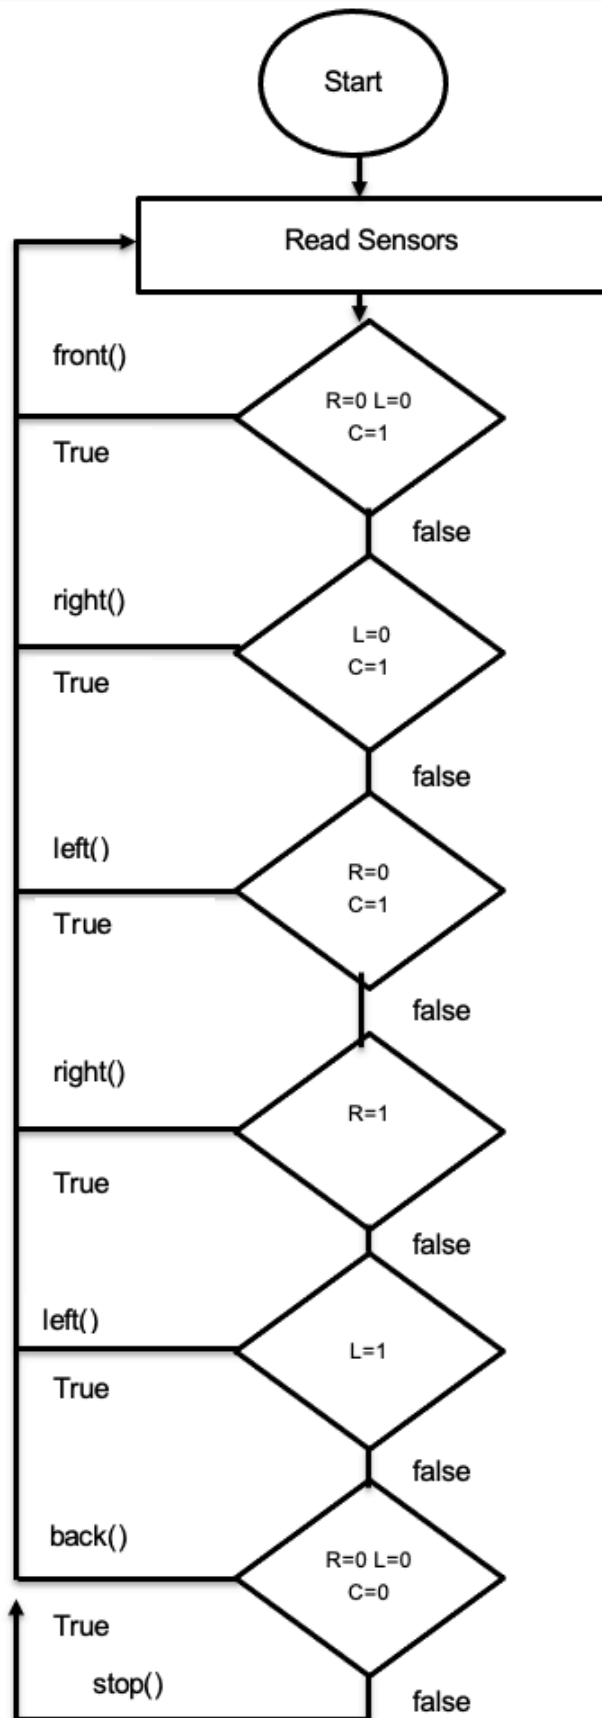 Start
Read Sensors
front()
R=0 L=0
C=1
True
false
right()
L=0
C=1
True
false
left()
R=0
C=1
True
false
right()
R=1
True
false
left()
L=1
True
false
back()
R=0 L=0
C=0
True
stop()
false